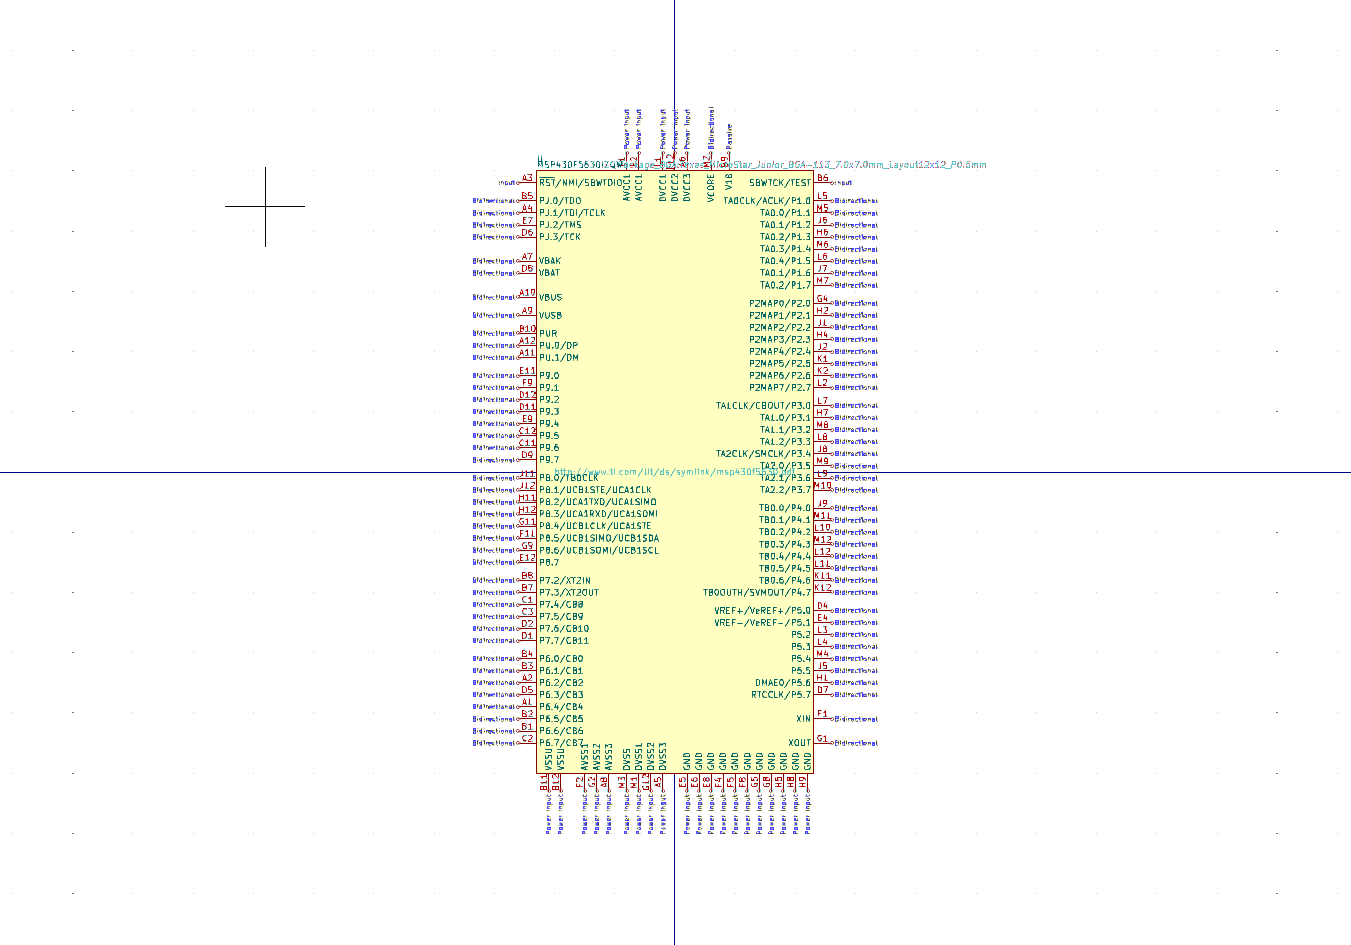 Power Input Power Input Power Input Power Input Power Input Bidirectional Passive
U
A3 RST/NMI/SBWTDIO AVCC1 AVCC1 DVCC1 DVCC2 DVCC3 VCORE V18 SBWTCK/TEST B6
Input Input
Bidirectional B5 PJ.0/TDO TA0CLK/ACLK/P1.0 L5 Bidirectional
Bidirectional A4 PJ.1/TDI/TCLK TA0.0/P1.1 M5 Bidirectional
Bidirectional E7 PJ.2/TMS TA0.1/P1.2 J6 Bidirectional
Bidirectional D6 PJ.3/TCK TA0.2/P1.3 H6 Bidirectional
TA0.3/P1.4 M6 Bidirectional
Bidirectional A7 VBAK TA0.4/P1.5 L6 Bidirectional
Bidirectional D8 VBAT TA0.1/P1.6 J7 Bidirectional
TA0.2/P1.7 M7 Bidirectional
Bidirectional A10 VBUS
P2MAP0/P2.0 G4 Bidirectional
Bidirectional A9 VUSB P2MAP1/P2.1 H2 Bidirectional
P2MAP2/P2.2 J1 Bidirectional
Bidirectional B10 PUR P2MAP3/P2.3 H4 Bidirectional
Bidirectional A12 PU.0/DP P2MAP4/P2.4 J2 Bidirectional
Bidirectional A11 PU.1/DM P2MAP5/P2.5 K1 Bidirectional
Bidirectional E11 P9.0 P2MAP6/P2.6 K2 Bidirectional
Bidirectional F9 P9.1 P2MAP7/P2.7 L2 Bidirectional
Bidirectional D12 P9.2 TA1CLK/CBOUT/P3.0 L7 Bidirectional
Bidirectional D11 P9.3 TA1.0/P3.1 H7 Bidirectional
Bidirectional E9 P9.4 TA1.1/P3.2 M8 Bidirectional
Bidirectional C12 P9.5 TA1.2/P3.3 L8 Bidirectional
Bidirectional C11 P9.6 TA2CLK/SMCLK/P3.4 J8 Bidirectional
Bidirectional D9 P9.7 TA2.0/P3.5 M9 Bidirectional
http://www.ti.com/lit/ds/symlink/msp430f5630.pdf
Bidirectional J11 P8.0/TB0CLK TA2.1/P3.6 L9 Bidirectional
Bidirectional J12 P8.1/UCB1STE/UCA1CLK TA2.2/P3.7 M10 Bidirectional
Bidirectional H11 P8.2/UCA1TXD/UCA1SIMO TB0.0/P4.0 J9 Bidirectional
Bidirectional H12 P8.3/UCA1RXD/UCA1SOMI TB0.1/P4.1 M11 Bidirectional
Bidirectional G11 P8.4/UCB1CLK/UCA1STE TB0.2/P4.2 L10 Bidirectional
Bidirectional F11 P8.5/UCB1SIMO/UCB1SDA TB0.3/P4.3 M12 Bidirectional
Bidirectional G9 P8.6/UCB1SOMI/UCB1SCL TB0.4/P4.4 L12 Bidirectional
Bidirectional E12 P8.7 TB0.5/P4.5 L11 Bidirectional
Bidirectional B8 P7.2/XT2IN TB0.6/P4.6 K11 Bidirectional
Bidirectional B7 P7.3/XT2OUT TB0OUTH/SVMOUT/P4.7 K12 Bidirectional
Bidirectional C1 P7.4/CB8 VREF+/VeREF+/P5.0 D4 Bidirectional
Bidirectional C3 P7.5/CB9 VREF-/VeREF-/P5.1 E4 Bidirectional
Bidirectional D2 P7.6/CB10 P5.2 L3 Bidirectional
Bidirectional D1 P7.7/CB11 P5.3 L4 Bidirectional
Bidirectional B4 P6.0/CB0 P5.4 M4 Bidirectional
Bidirectional B3 P6.1/CB1 P5.5 J5 Bidirectional
Bidirectional A2 P6.2/CB2 DMAE0/P5.6 H1 Bidirectional
Bidirectional D5 P6.3/CB3 RTCCLK/P5.7 D7 Bidirectional
Bidirectional A1 P6.4/CB4
Bidirectional B2 P6.5/CB5 XIN F1 Bidirectional
Bidirectional B1 P6.6/CB6
Bidirectional C2 P6.7/CB7 XOUT G1 Bidirectional
VSSU VSSU AVSS1 AVSS2 AVSS3 DVSS DVSS1 DVSS2 DVSS3 GND GND GND GND GND GND GND GND GND GND GND
B11 B12 F2 G2 A8 M3 M1 G12 A5 E5 E6 E8 F4 F5 F8 G5 G8 H5 H8 H9
Power Input Power Input Power Input Power Input Power Input Power Input Power Input Power Input Power Input Power Input Power Input Power Input Power Input Power Input Power Input Power Input Power Input Power Input Power Input Power Input